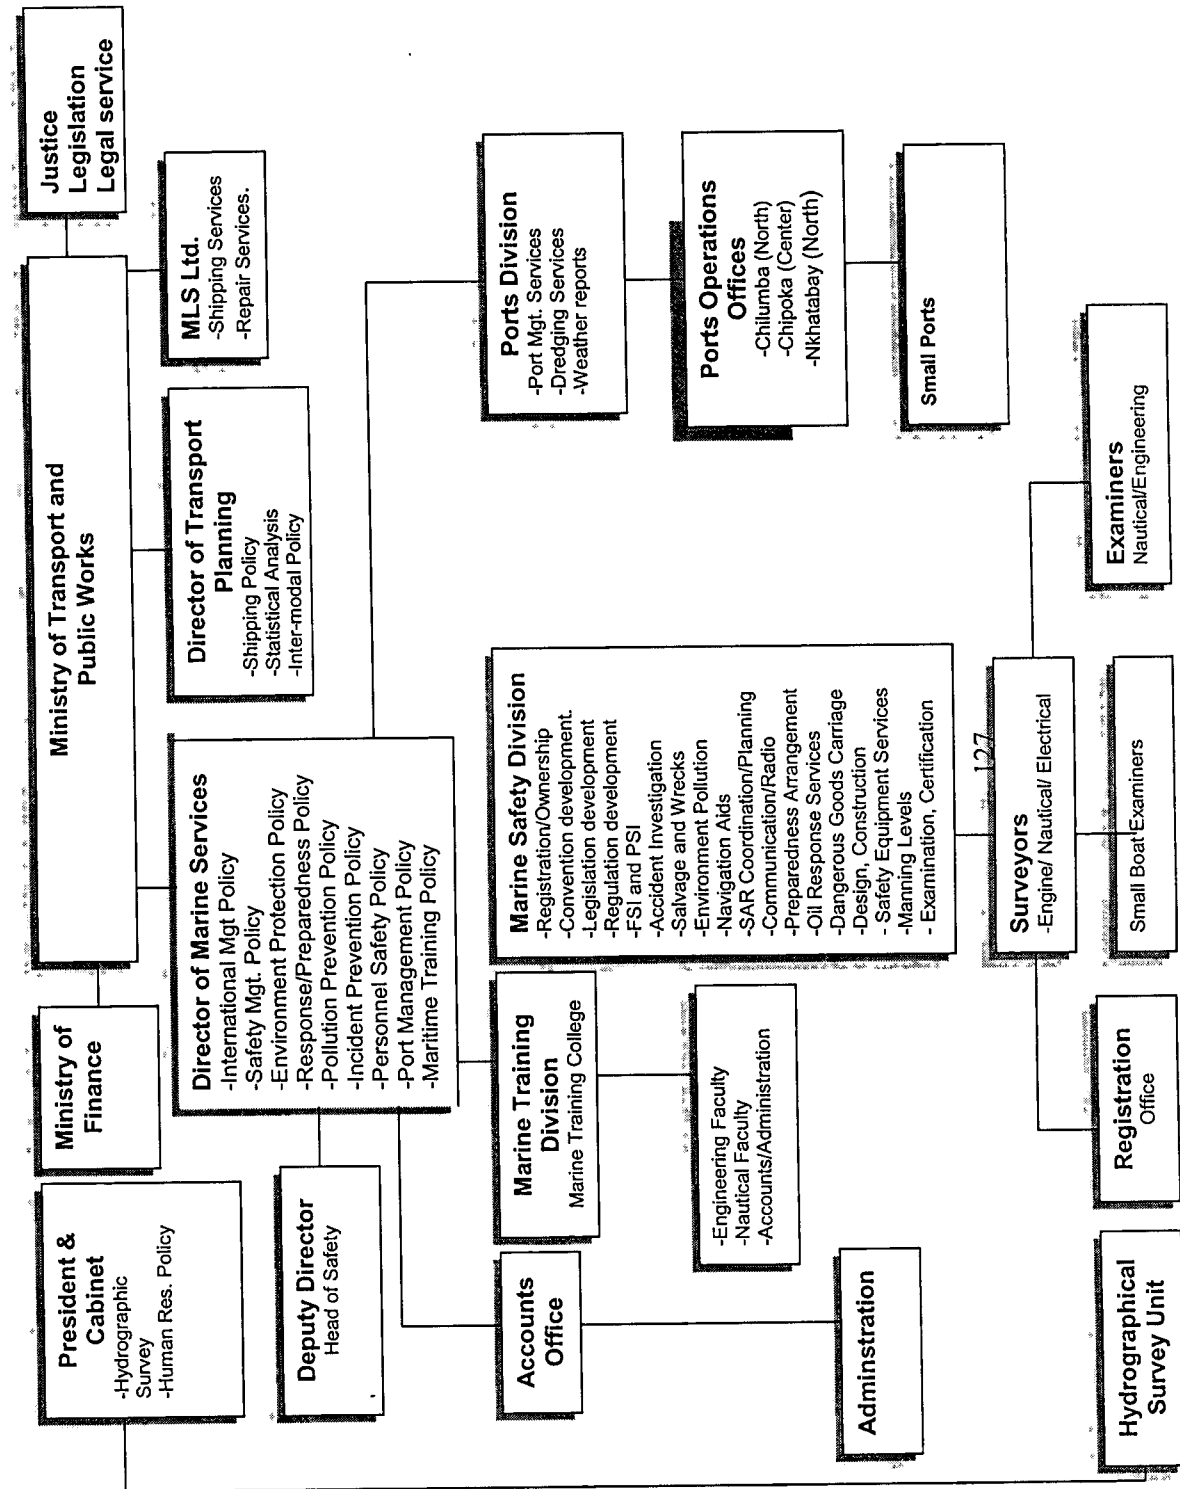 President &
Cabinet
-Hydrographic
Survey
-Human Res. Policy
Ministry of
Finance
Ministry of Transport and
Public Works
Justice
Legislation
Legal service
Director of Marine Services
-International Mgt Policy
-Safety Mgt. Policy
-Environment Protection Policy
-Response/Preparedness Policy
-Pollution Prevention Policy
-Incident Prevention Policy
-Personnel Safety Policy
-Port Management Policy
-Maritime Training Policy
Director of Transport
Planning
-Shipping Policy
-Statistical Analysis
-Inter-modal Policy
MLS Ltd.
-Shipping Services
-Repair Services.
Deputy Director
Head of Safety
Accounts
Office
Marine Training
Division
Marine Training College
Marine Safety Division
-Registration/Ownership
-Convention development.
-Legislation development
-Regulation development
-FSI and PSI
-Accident Investigation
-Salvage and Wrecks
-Environment Pollution
-Navigation Aids
-SAR Coordination/Planning
-Communication/Radio
-Preparedness Arrangement
-Oil Response Services
-Dangerous Goods Carriage
-Design, Construction
- Safety Equipment Services
-Manning Levels
- Examination, Certification
Ports Division
-Port Mgt. Services
-Dredging Services
-Weather reports
-Engineering Faculty
-Nautical Faculty
-Accounts/Administration
Ports Operations
Offices
-Chilumba (North)
-Chipoka (Center)
-Nkhatabay (North)
Adminstration
Small Ports
127
Hydrographical
Survey Unit
Registration
Office
Surveyors
-Engine/ Nautical/ Electrical
Examiners
Nautical/Engineering
Small Boat Examiners